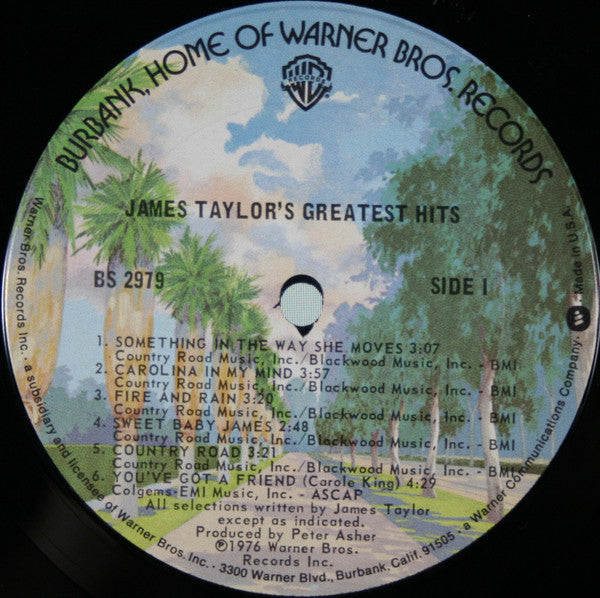 BURBANK, HOME OF WARNER BROS. RECORDS
WB
RECORDS
JAMES TAYLOR'S GREATEST HITS
BS 2979
SIDE I
1. SOMETHING IN THE WAY SHE MOVES 3:07
Country Road Music, Inc./Blackwood Music, Inc. - BMI
2. CAROLINA IN MY MIND 3:57
Country Road Music, Inc./Blackwood Music, Inc. - BMI
3. FIRE AND RAIN 3:20
Country Road Music, Inc./Blackwood Music, Inc. - BMI
4. SWEET BABY JAMES 2:48
Country Road Music, Inc./Blackwood Music, Inc. - BMI
5. COUNTRY ROAD 3:21
Country Road Music, Inc./Blackwood Music, Inc. - BMI
6. YOU'VE GOT A FRIEND (Carole King) 4:29
Colgems-EMI Music, Inc. - ASCAP
All selections written by James Taylor
except as indicated.
Produced by Peter Asher
℗1976 Warner Bros.
Records Inc.
Warner Bros. Records Inc. · a subsidiary and licensee of Warner Bros. Inc. · 3300 Warner Blvd., Burbank, Calif. 91505 · a Warner Communications Company. · Made in U.S.A.